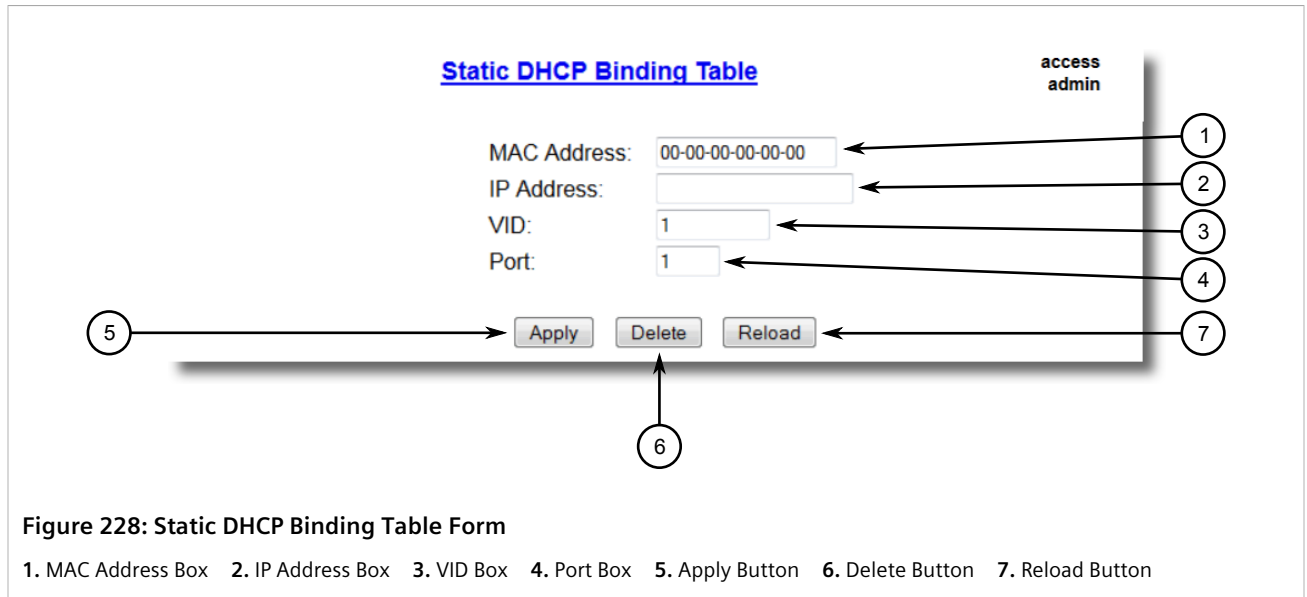 Static DHCP Binding Table
access
admin
MAC Address: 00-00-00-00-00-00
1
IP Address:
2
VID: 1
3
Port: 1
4
5
Apply Delete Reload
7
6
Figure 228: Static DHCP Binding Table Form
1. MAC Address Box 2. IP Address Box 3. VID Box 4. Port Box 5. Apply Button 6. Delete Button 7. Reload Button